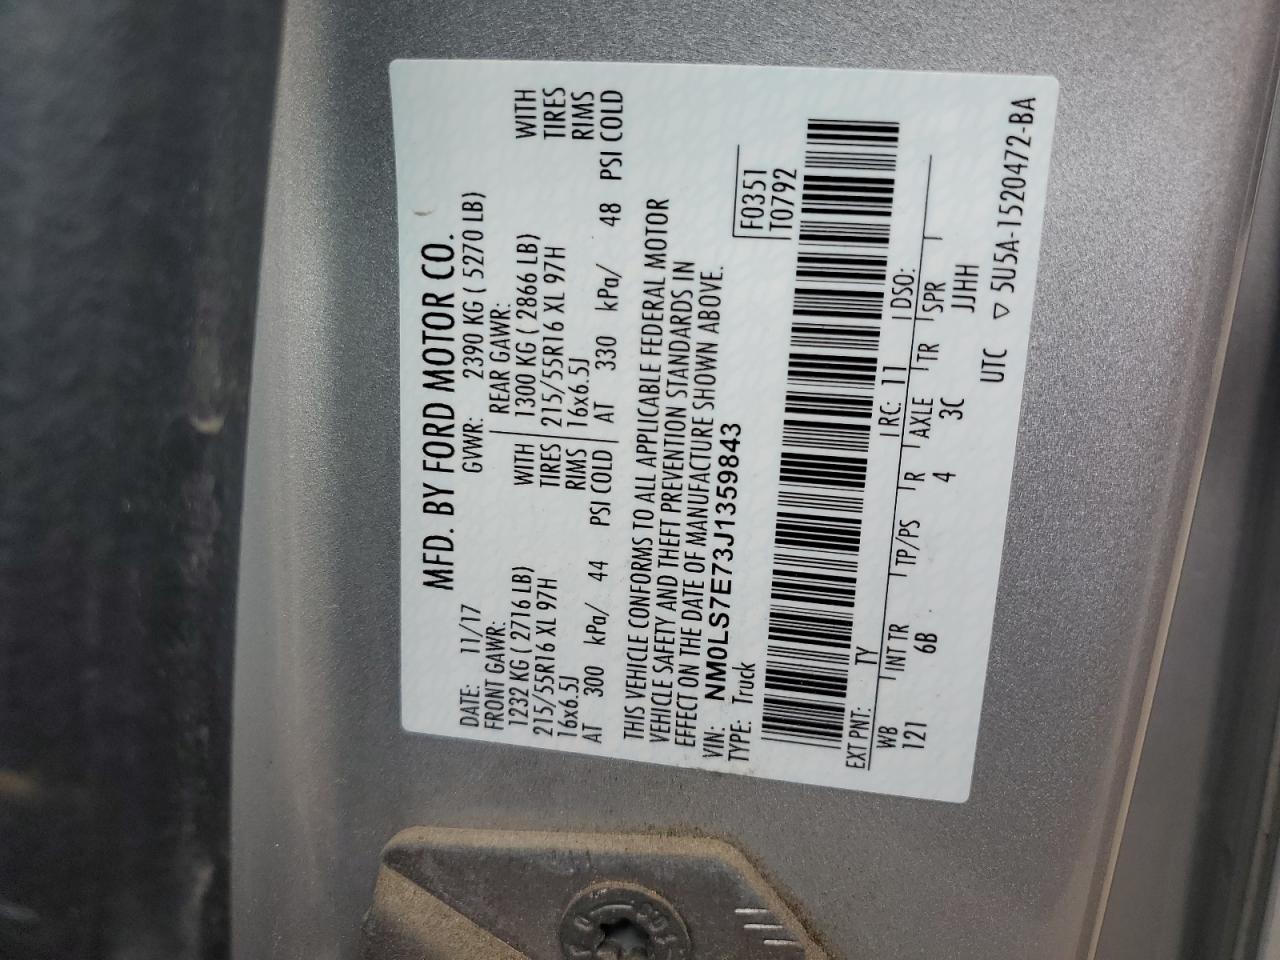 MFD. BY FORD MOTOR CO.
DATE: 11/17 GVWR: 2390 KG ( 5270 LB)
FRONT GAWR: REAR GAWR:
1232 KG ( 2716 LB) WITH 1300 KG ( 2866 LB) WITH
215/55R16 XL 97H TIRES 215/55R16 XL 97H TIRES
16x6.5J RIMS 16x6.5J RIMS
AT 300 kPa/ 44 PSI COLD AT 330 kPa/ 48 PSI COLD
THIS VEHICLE CONFORMS TO ALL APPLICABLE FEDERAL MOTOR
VEHICLE SAFETY AND THEFT PREVENTION STANDARDS IN
EFFECT ON THE DATE OF MANUFACTURE SHOWN ABOVE.
VIN: NM0LS7E73J1359843
TYPE: Truck
F0351
T0792
EXT PNT: TY RC: 11 DSO:
WB INT TR TP/PS R AXLE TR SPR
121 6B 4 3C JJHH
UTC ▽ 5U5A-1520472-BA